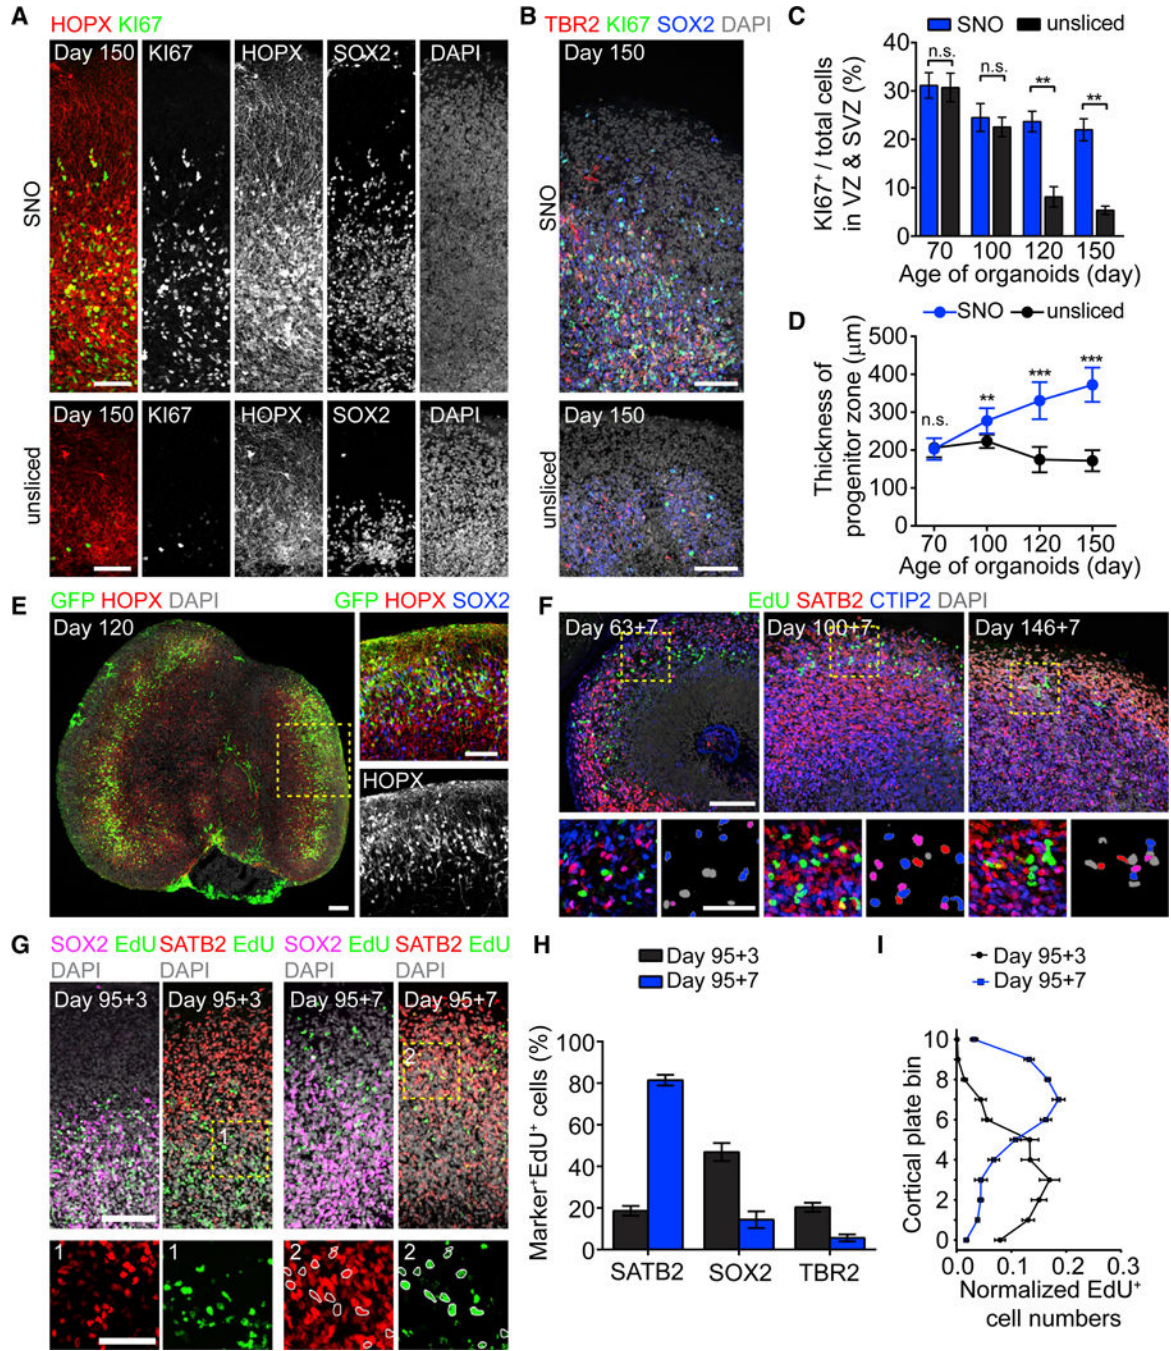 A
HOPX KI67
Day 150 KI67 HOPX SOX2 DAPI
SNO
Day 150 KI67 HOPX SOX2 DAPI
unsliced
B
TBR2 KI67 SOX2 DAPI
Day 150
SNO
Day 150
unsliced
C
SNO unsliced
KI67⁺ / total cells
in VZ & SVZ (%)
40
30
20
10
0
n.s. n.s. ** **
70 100 120 150
Age of organoids (day)
D
SNO unsliced
Thickness of
progenitor zone (μm)
500
400
300
200
100
0
n.s. ** *** ***
70 100 120 150
Age of organoids (day)
E
GFP HOPX DAPI
Day 120
GFP HOPX SOX2
HOPX
F
EdU SATB2 CTIP2 DAPI
Day 63+7 Day 100+7 Day 146+7
G
SOX2 EdU SATB2 EdU SOX2 EdU SATB2 EdU
DAPI DAPI DAPI DAPI
Day 95+3 Day 95+3 Day 95+7 Day 95+7
1 2
1 1 2 2
H
Day 95+3
Day 95+7
Marker⁺EdU⁺ cells (%)
100
80
60
40
20
0
SATB2 SOX2 TBR2
I
Day 95+3
Day 95+7
Cortical plate bin
10
8
6
4
2
0
0.0 0.1 0.2 0.3
Normalized EdU⁺
cell numbers